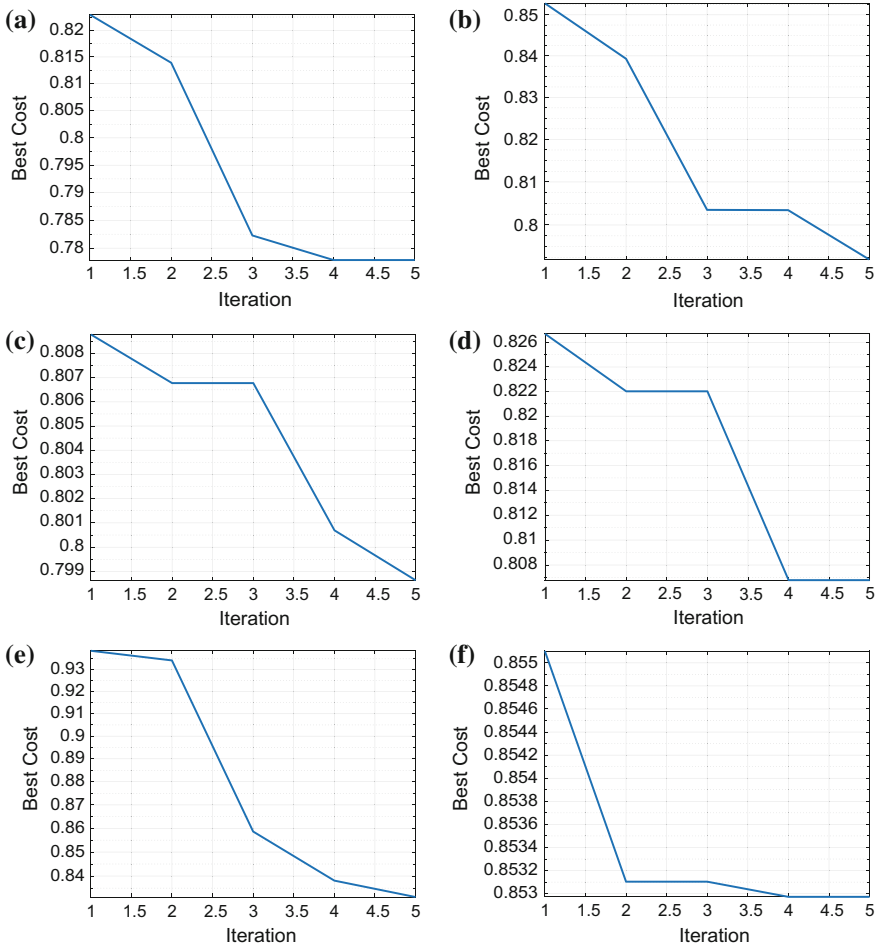 (a)
Best Cost
0.82
0.815
0.81
0.805
0.8
0.795
0.79
0.785
0.78
1 1.5 2 2.5 3 3.5 4 4.5 5
Iteration
(b)
Best Cost
0.85
0.84
0.83
0.82
0.81
0.8
1 1.5 2 2.5 3 3.5 4 4.5 5
Iteration
(c)
Best Cost
0.808
0.807
0.806
0.805
0.804
0.803
0.802
0.801
0.8
0.799
1 1.5 2 2.5 3 3.5 4 4.5 5
Iteration
(d)
Best Cost
0.826
0.824
0.822
0.82
0.818
0.816
0.814
0.812
0.81
0.808
1 1.5 2 2.5 3 3.5 4 4.5 5
Iteration
(e)
Best Cost
0.93
0.92
0.91
0.9
0.89
0.88
0.87
0.86
0.85
0.84
1 1.5 2 2.5 3 3.5 4 4.5 5
Iteration
(f)
Best Cost
0.855
0.8548
0.8546
0.8544
0.8542
0.854
0.8538
0.8536
0.8534
0.8532
0.853
1 1.5 2 2.5 3 3.5 4 4.5 5
Iteration